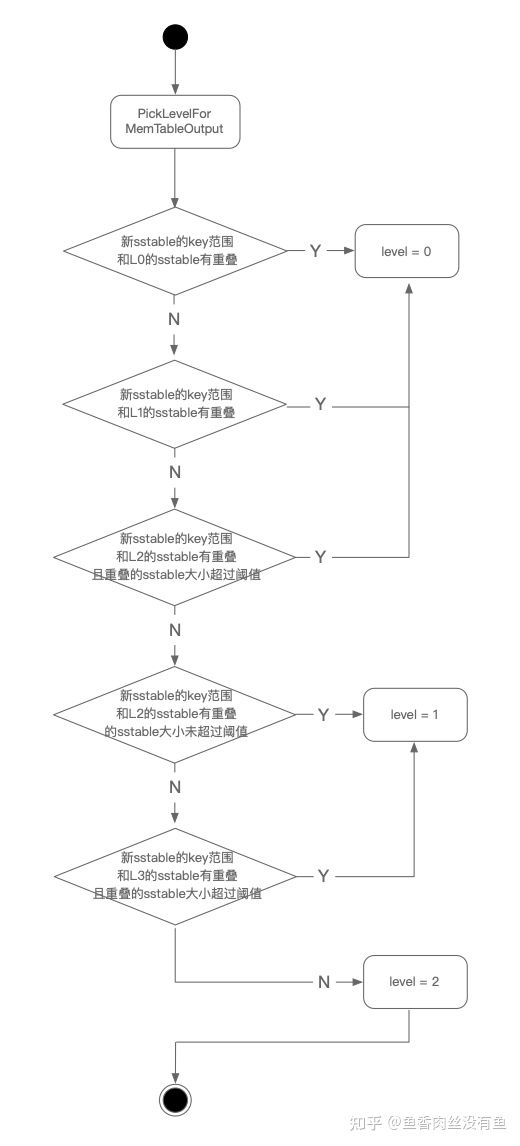 PickLevelFor
MemTableOutput
新sstable的key范围
和L0的sstable有重叠
Y
level = 0
N
新sstable的key范围
和L1的sstable有重叠
Y
N
新sstable的key范围
和L2的sstable有重叠
且重叠的sstable大小超过阈值
Y
N
新sstable的key范围
和L2的sstable有重叠
的sstable大小未超过阈值
Y
level = 1
N
新sstable的key范围
和L3的sstable有重叠
且重叠的sstable大小超过阈值
Y
N
level = 2
知乎 @鱼香肉丝没有鱼